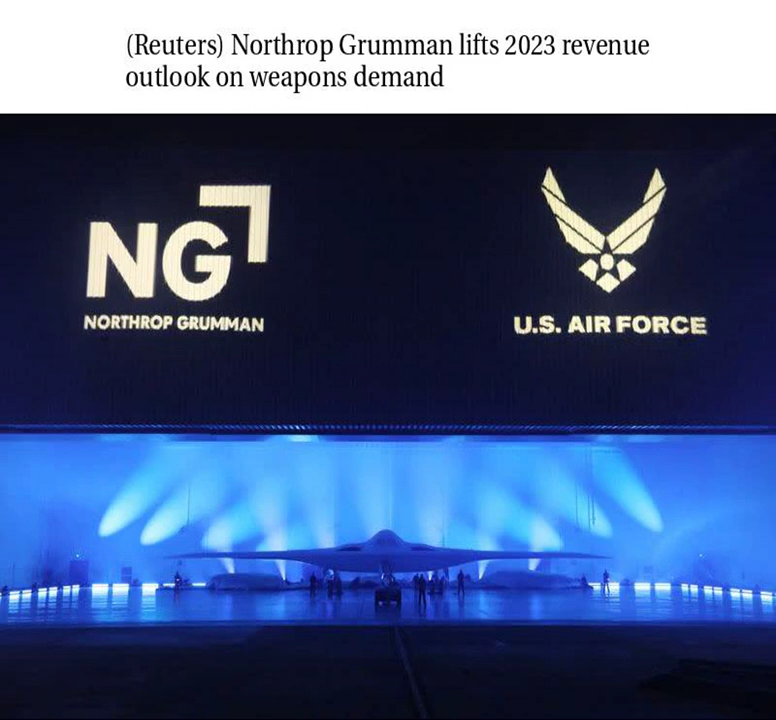 (Reuters) Northrop Grumman lifts 2023 revenue
outlook on weapons demand
NG
NORTHROP GRUMMAN
U.S. AIR FORCE